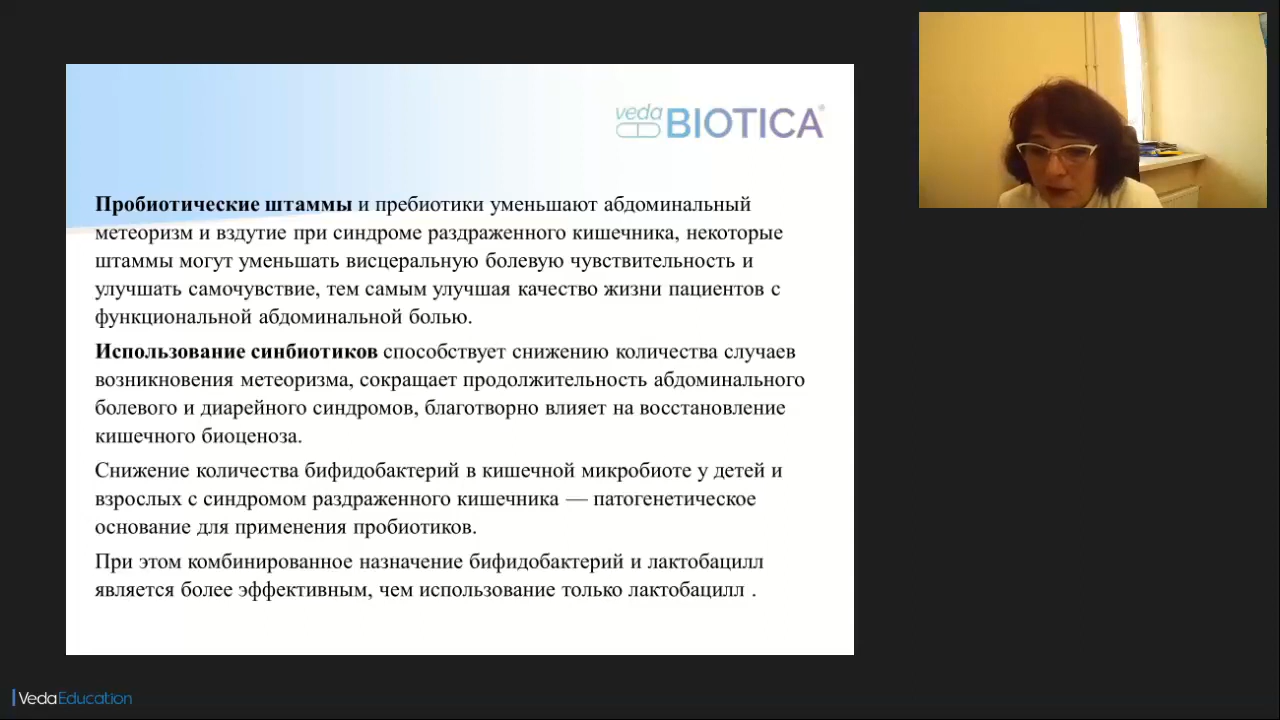 veda BIOTICA®
Пробиотические штаммы и пребиотики уменьшают абдоминальный
метеоризм и вздутие при синдроме раздраженного кишечника, некоторые
штаммы могут уменьшать висцеральную болевую чувствительность и
улучшать самочувствие, тем самым улучшая качество жизни пациентов с
функциональной абдоминальной болью.
Использование синбиотиков способствует снижению количества случаев
возникновения метеоризма, сокращает продолжительность абдоминального
болевого и диарейного синдромов, благотворно влияет на восстановление
кишечного биоценоза.
Снижение количества бифидобактерий в кишечной микробиоте у детей и
взрослых с синдромом раздраженного кишечника — патогенетическое
основание для применения пробиотиков.
При этом комбинированное назначение бифидобактерий и лактобацилл
является более эффективным, чем использование только лактобацилл .
VedaEducation